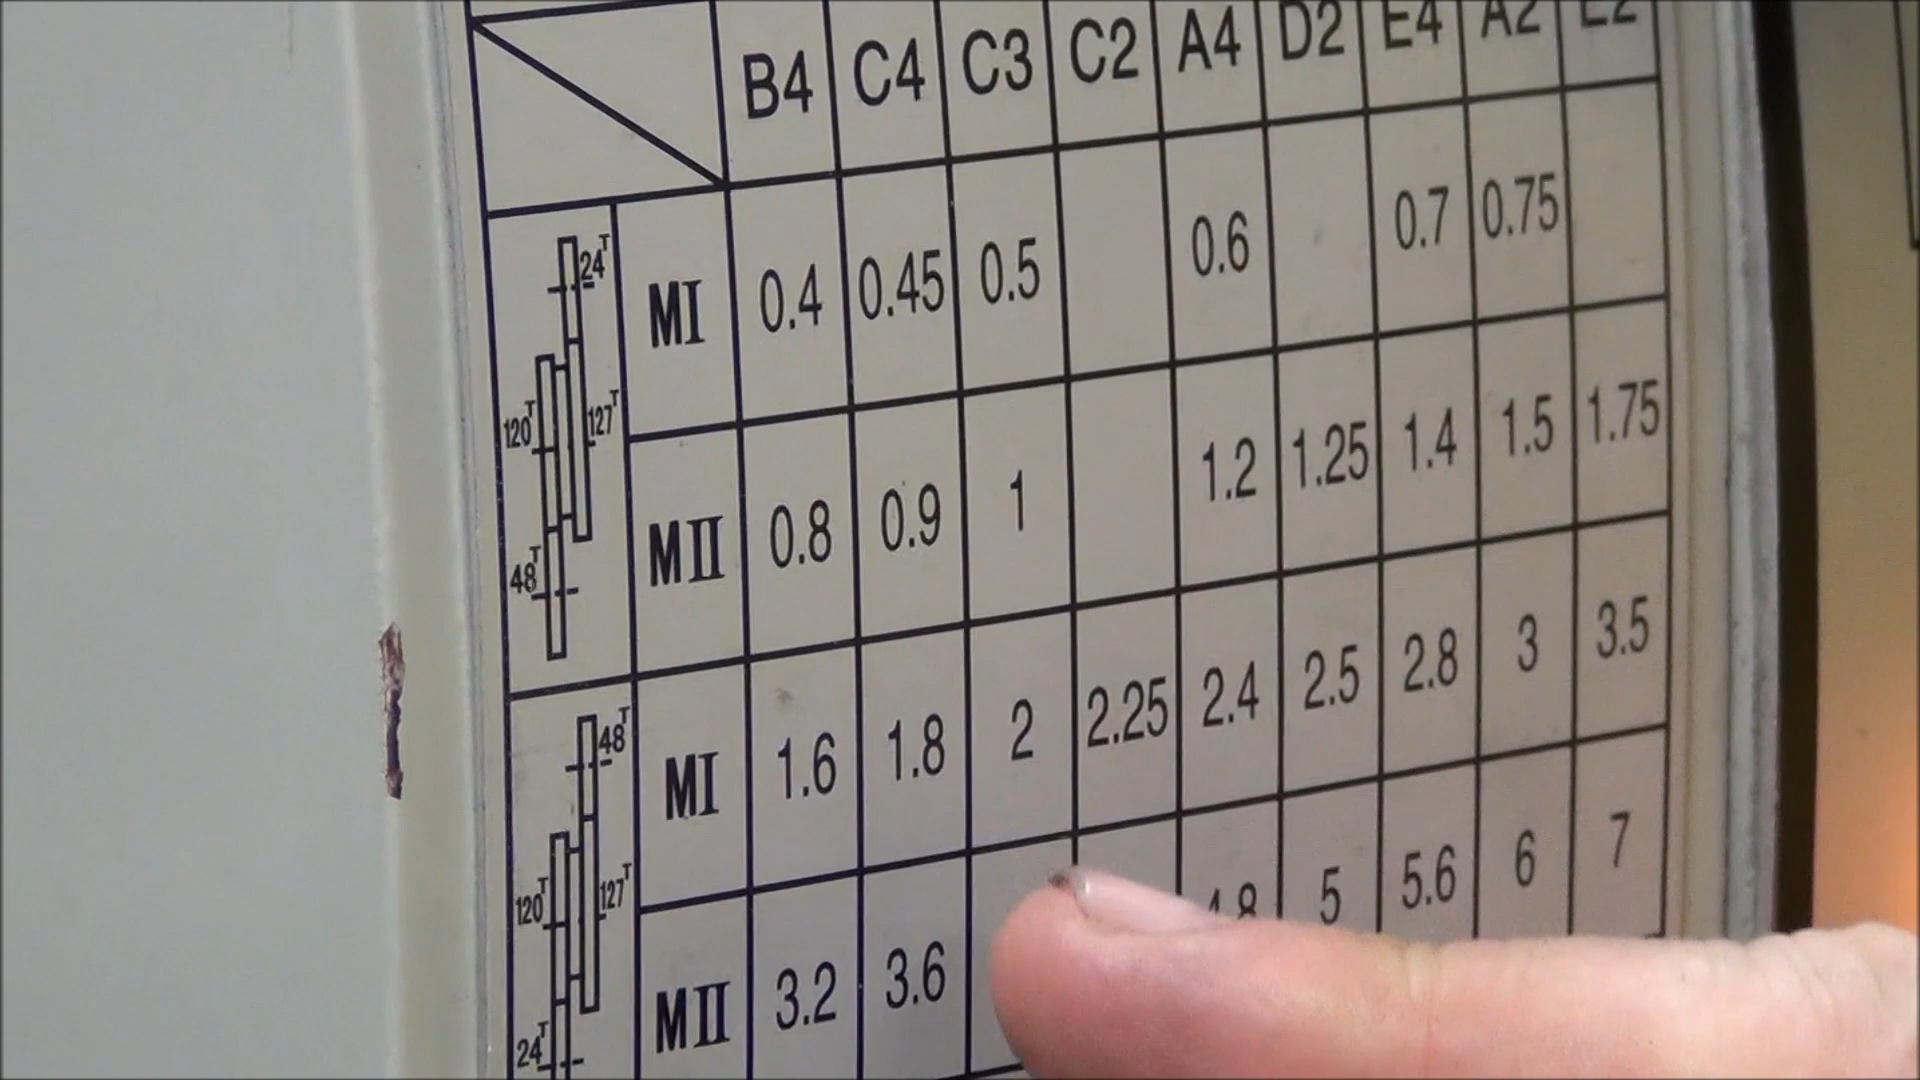 B4 C4 C3 C2 A4 D2 E4 A2 E2
24T
120T 127T
48T
MI 0.4 0.45 0.5 0.6 0.7 0.75
MII 0.8 0.9 1 1.2 1.25 1.4 1.5 1.75
48T
120T 127T
24T
MI 1.6 1.8 2 2.25 2.4 2.5 2.8 3 3.5
MII 3.2 3.6 4.8 5 5.6 6 7